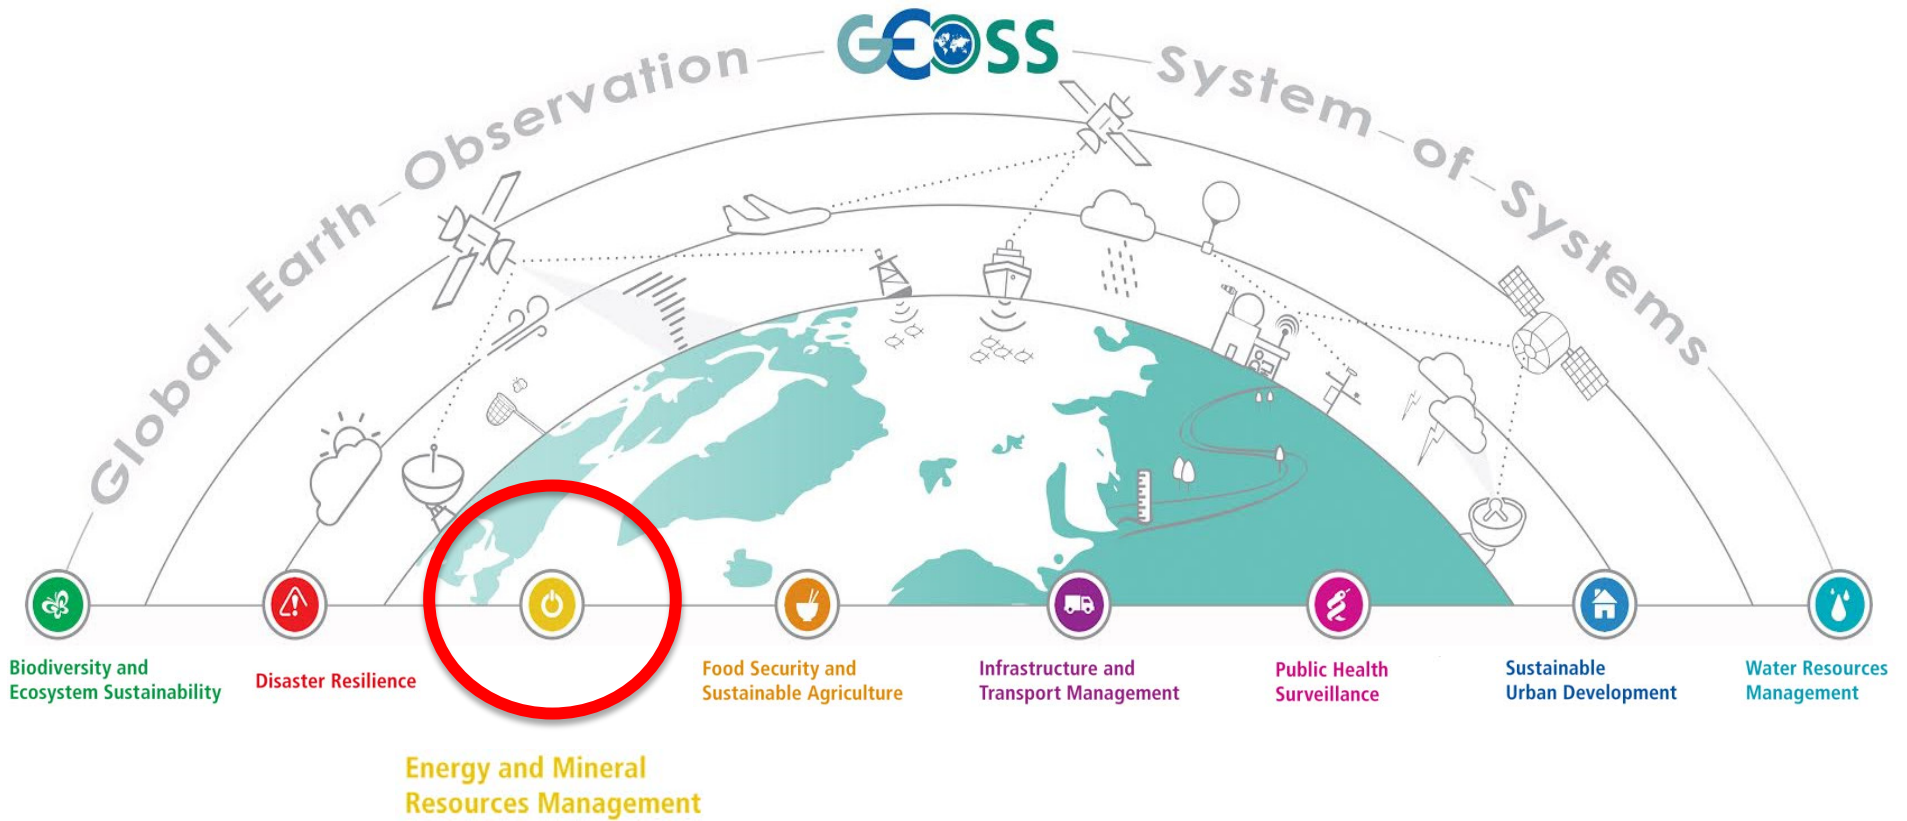 GEOSS
Global Earth Observation System of Systems
Biodiversity and
Ecosystem Sustainability
Disaster Resilience
Energy and Mineral
Resources Management
Food Security and
Sustainable Agriculture
Infrastructure and
Transport Management
Public Health
Surveillance
Sustainable
Urban Development
Water Resources
Management